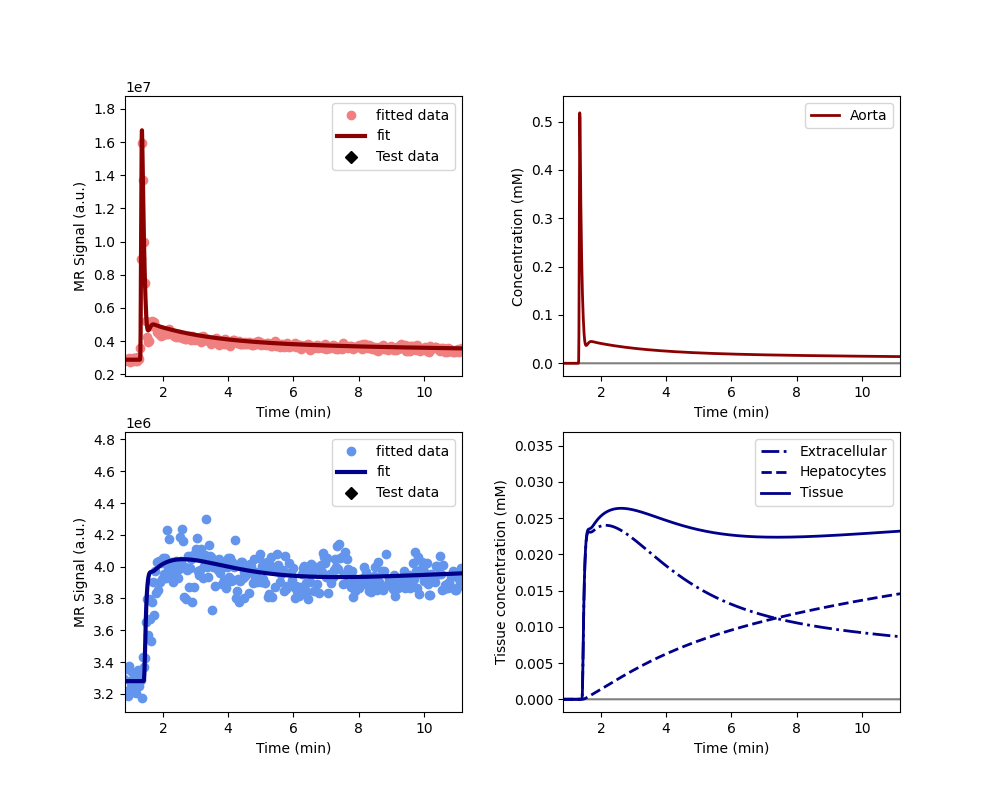 1e7
1.8
1.6
1.4
1.2
1.0
0.8
0.6
0.4
0.2
MR Signal (a.u.)
fitted data
fit
Test data
2 4 6 8 10
Time (min)
0.5
0.4
0.3
0.2
0.1
0.0
Concentration (mM)
Aorta
2 4 6 8 10
Time (min)
1e6
4.8
4.6
4.4
4.2
4.0
3.8
3.6
3.4
3.2
MR Signal (a.u.)
fitted data
fit
Test data
2 4 6 8 10
Time (min)
0.035
0.030
0.025
0.020
0.015
0.010
0.005
0.000
Tissue concentration (mM)
Extracellular
Hepatocytes
Tissue
2 4 6 8 10
Time (min)